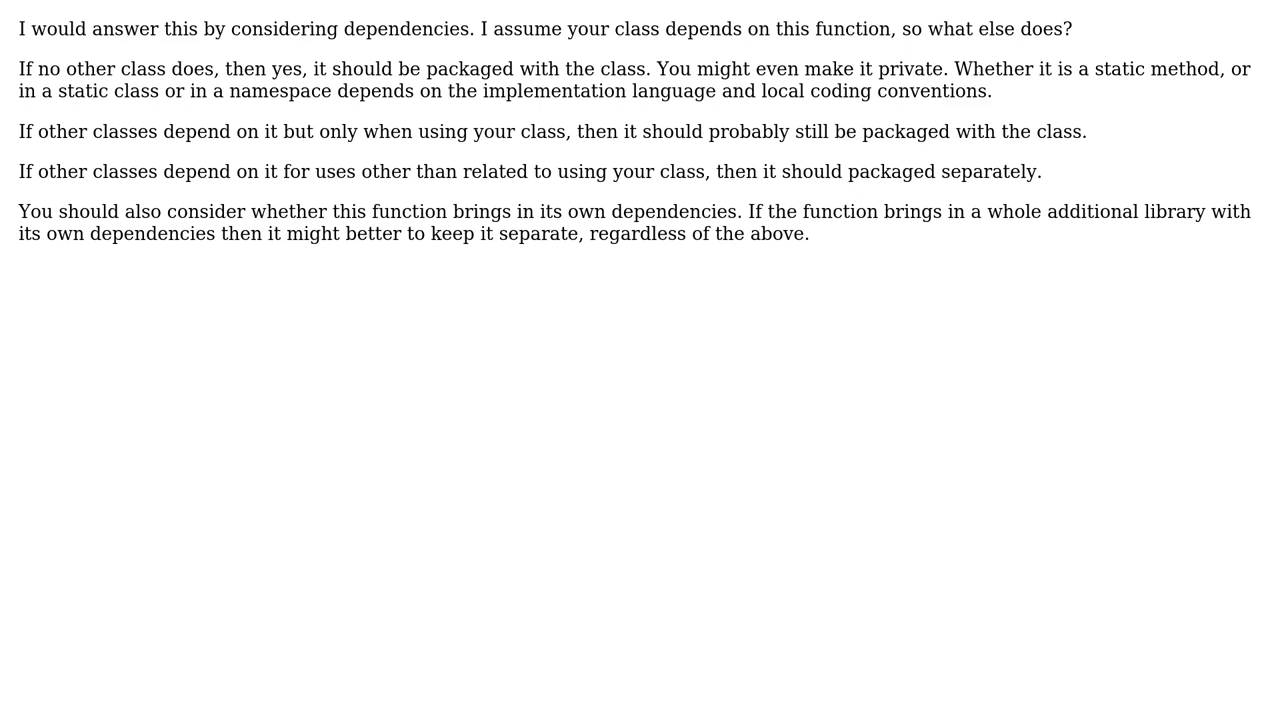 I would answer this by considering dependencies. I assume your class depends on this function, so what else does?
If no other class does, then yes, it should be packaged with the class. You might even make it private. Whether it is a static method, or
in a static class or in a namespace depends on the implementation language and local coding conventions.
If other classes depend on it but only when using your class, then it should probably still be packaged with the class.
If other classes depend on it for uses other than related to using your class, then it should packaged separately.
You should also consider whether this function brings in its own dependencies. If the function brings in a whole additional library with
its own dependencies then it might better to keep it separate, regardless of the above.